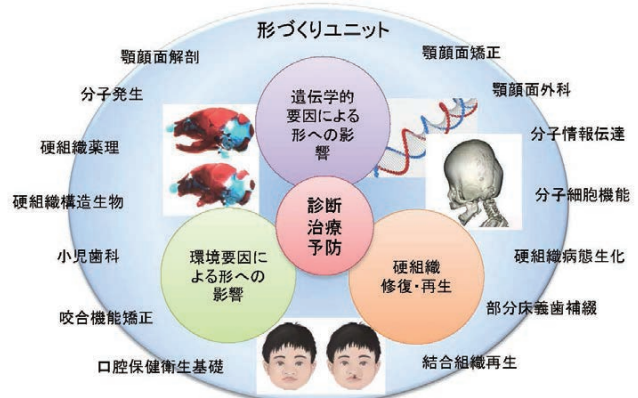 形づくりユニット
顎顔面解剖
分子発生
硬組織薬理
硬組織構造生物
小児歯科
咬合機能矯正
口腔保健衛生基礎
顎顔面矯正
顎顔面外科
分子情報伝達
分子細胞機能
硬組織病態生化
部分床義歯補綴
結合組織再生
遺伝学的
要因による
形への影
響
診断
治療
予防
環境要因に
よる形への
影響
硬組織
修復・再生